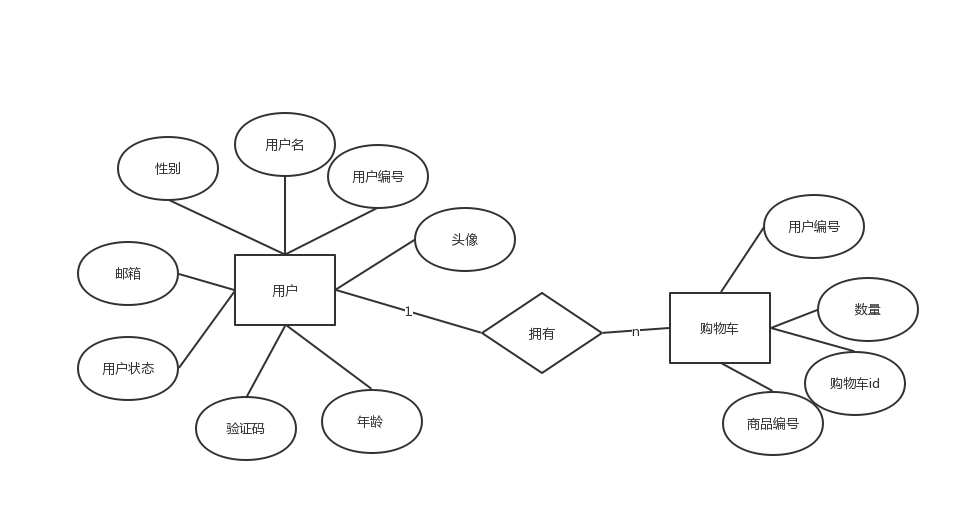 用户名
性别
用户编号
头像
邮箱
用户
用户状态
验证码
年龄
1
拥有
n
用户编号
数量
购物车
购物车id
商品编号